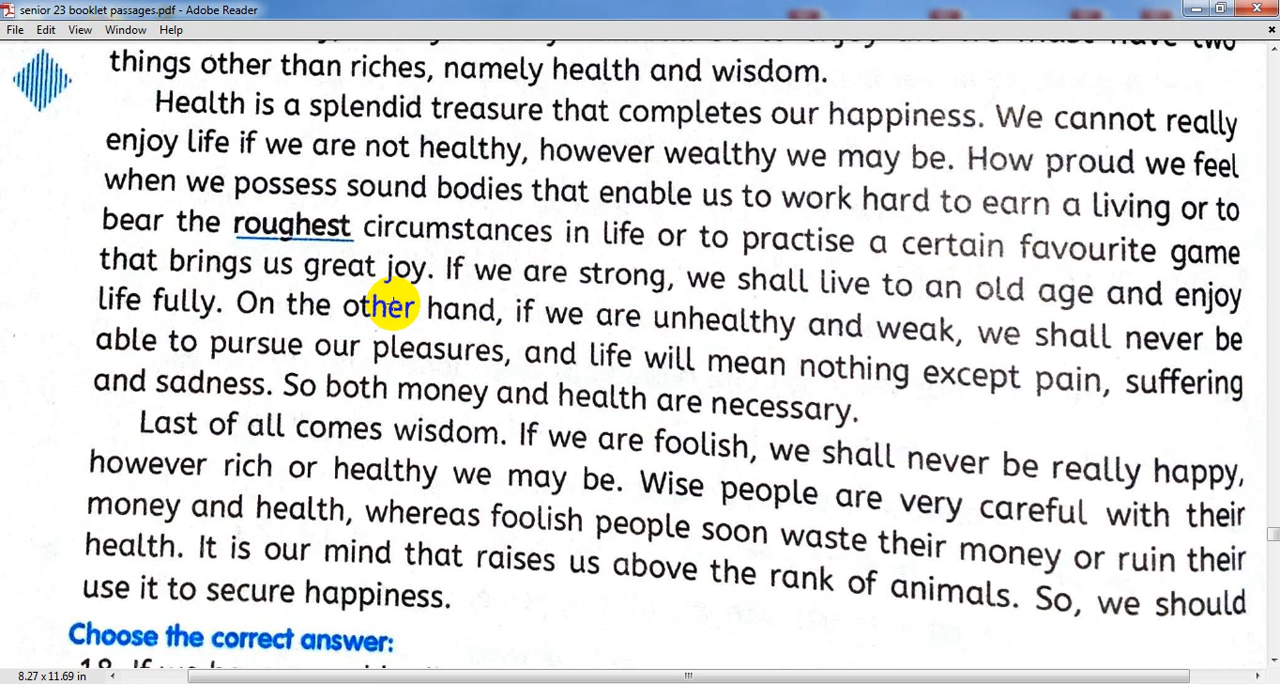 senior 23 booklet passages.pdf - Adobe Reader
File Edit View Window Help
two
things other than riches, namely health and wisdom.
Health is a splendid treasure that completes our happiness. We cannot really
enjoy life if we are not healthy, however wealthy we may be. How proud we feel
when we possess sound bodies that enable us to work hard to earn a living or to
bear the roughest circumstances in life or to practise a certain favourite game
that brings us great joy. If we are strong, we shall live to an old age and enjoy
life fully. On the other hand, if we are unhealthy and weak, we shall never be
able to pursue our pleasures, and life will mean nothing except pain, suffering
and sadness. So both money and health are necessary.
Last of all comes wisdom. If we are foolish, we shall never be really happy,
however rich or healthy we may be. Wise people are very careful with their
money and health, whereas foolish people soon waste their money or ruin their
health. It is our mind that raises us above the rank of animals. So, we should
use it to secure happiness.
Choose the correct answer:
8.27 x 11.69 in